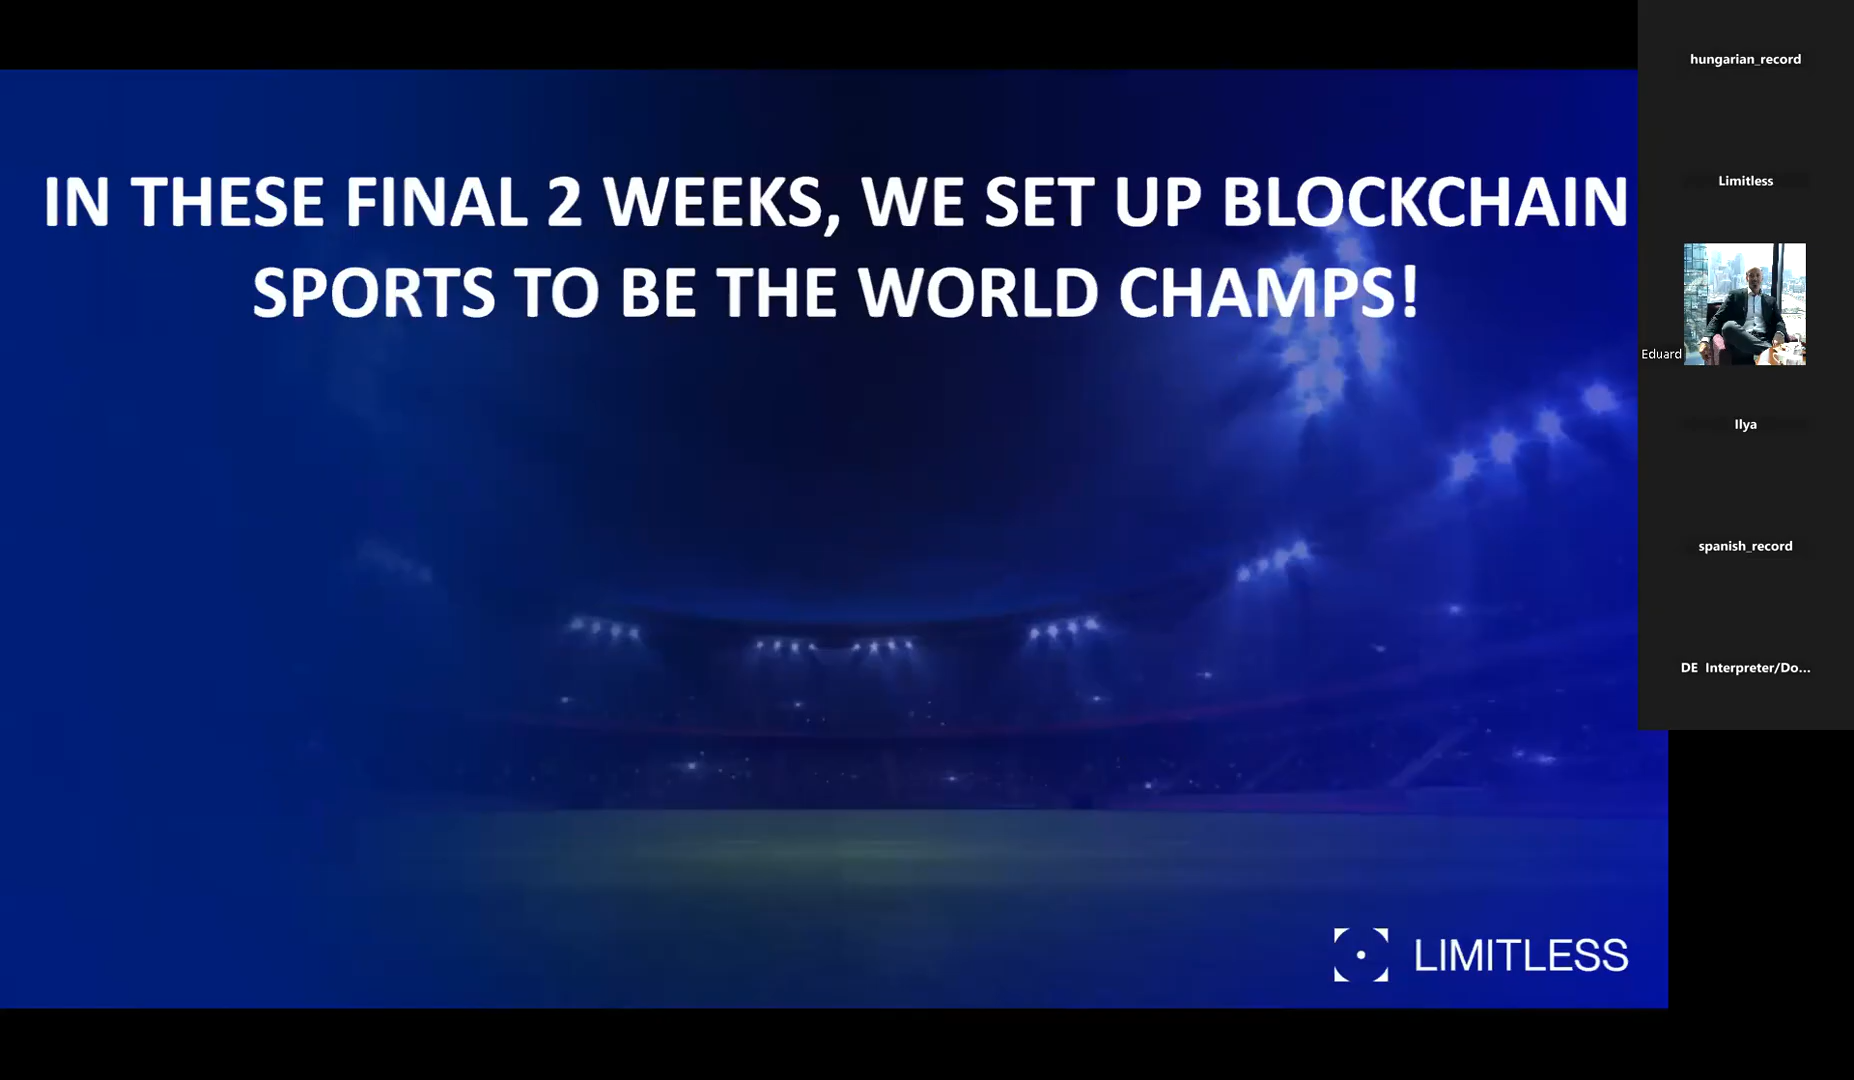 IN THESE FINAL 2 WEEKS, WE SET UP BLOCKCHAIN
SPORTS TO BE THE WORLD CHAMPS!
LIMITLESS
hungarian_record
Limitless
Eduard
Ilya
spanish_record
DE Interpreter/Do...